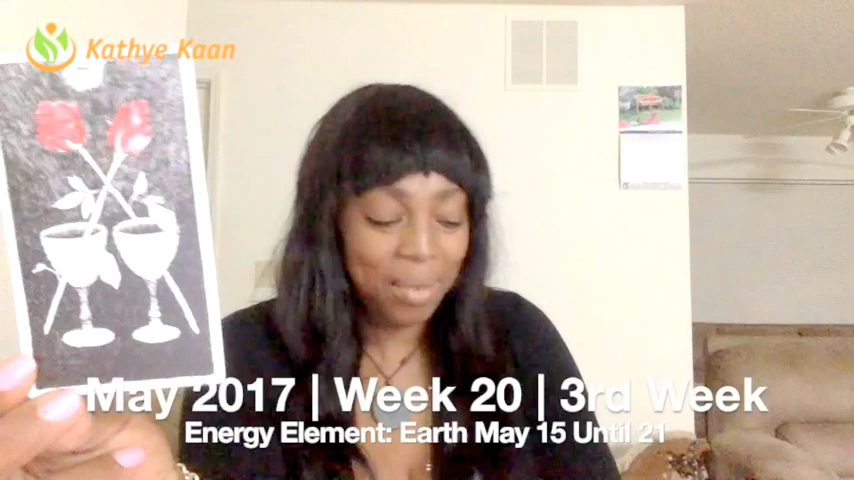 Kathye Kaan
May 2017 | Week 20 | 3rd Week
Energy Element: Earth May 15 Until 21